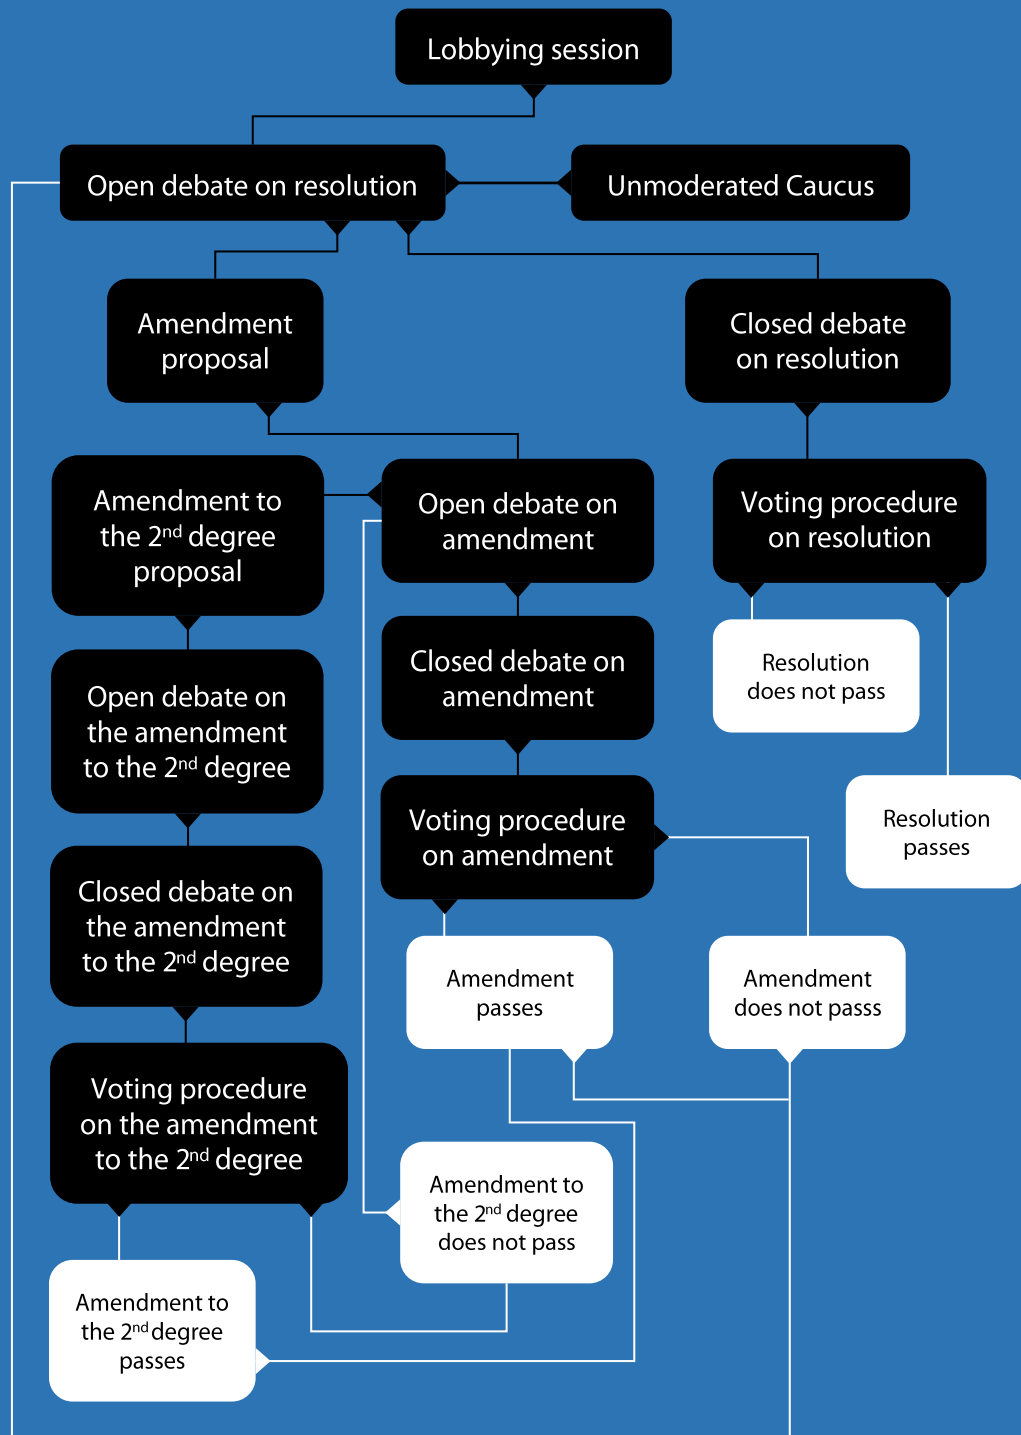 Lobbying session
Open debate on resolution
Unmoderated Caucus
Amendment
proposal
Closed debate
on resolution
Amendment to
the 2nd degree
proposal
Open debate on
amendment
Voting procedure
on resolution
Closed debate on
amendment
Resolution
does not pass
Open debate on
the amendment
to the 2nd degree
Voting procedure
on amendment
Resolution
passes
Closed debate on
the amendment
to the 2nd degree
Amendment
passes
Amendment
does not passs
Voting procedure
on the amendment
to the 2nd degree
Amendment to
the 2nd degree
does not pass
Amendment to
the 2nd degree
passes